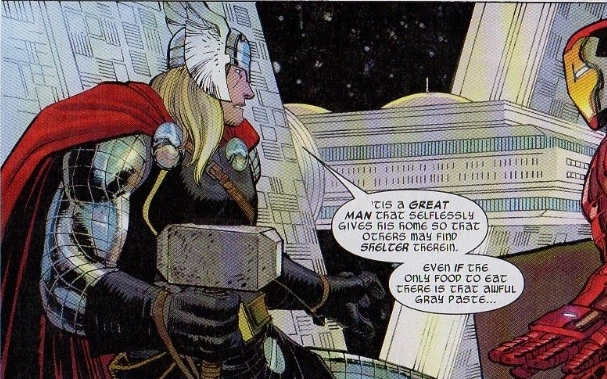 'TIS A GREAT
MAN THAT SELFLESSLY
GIVES HIS HOME SO THAT
OTHERS MAY FIND
SHELTER THEREIN.
EVEN IF THE
ONLY FOOD TO EAT
THERE IS THAT AWFUL
GRAY PASTE...